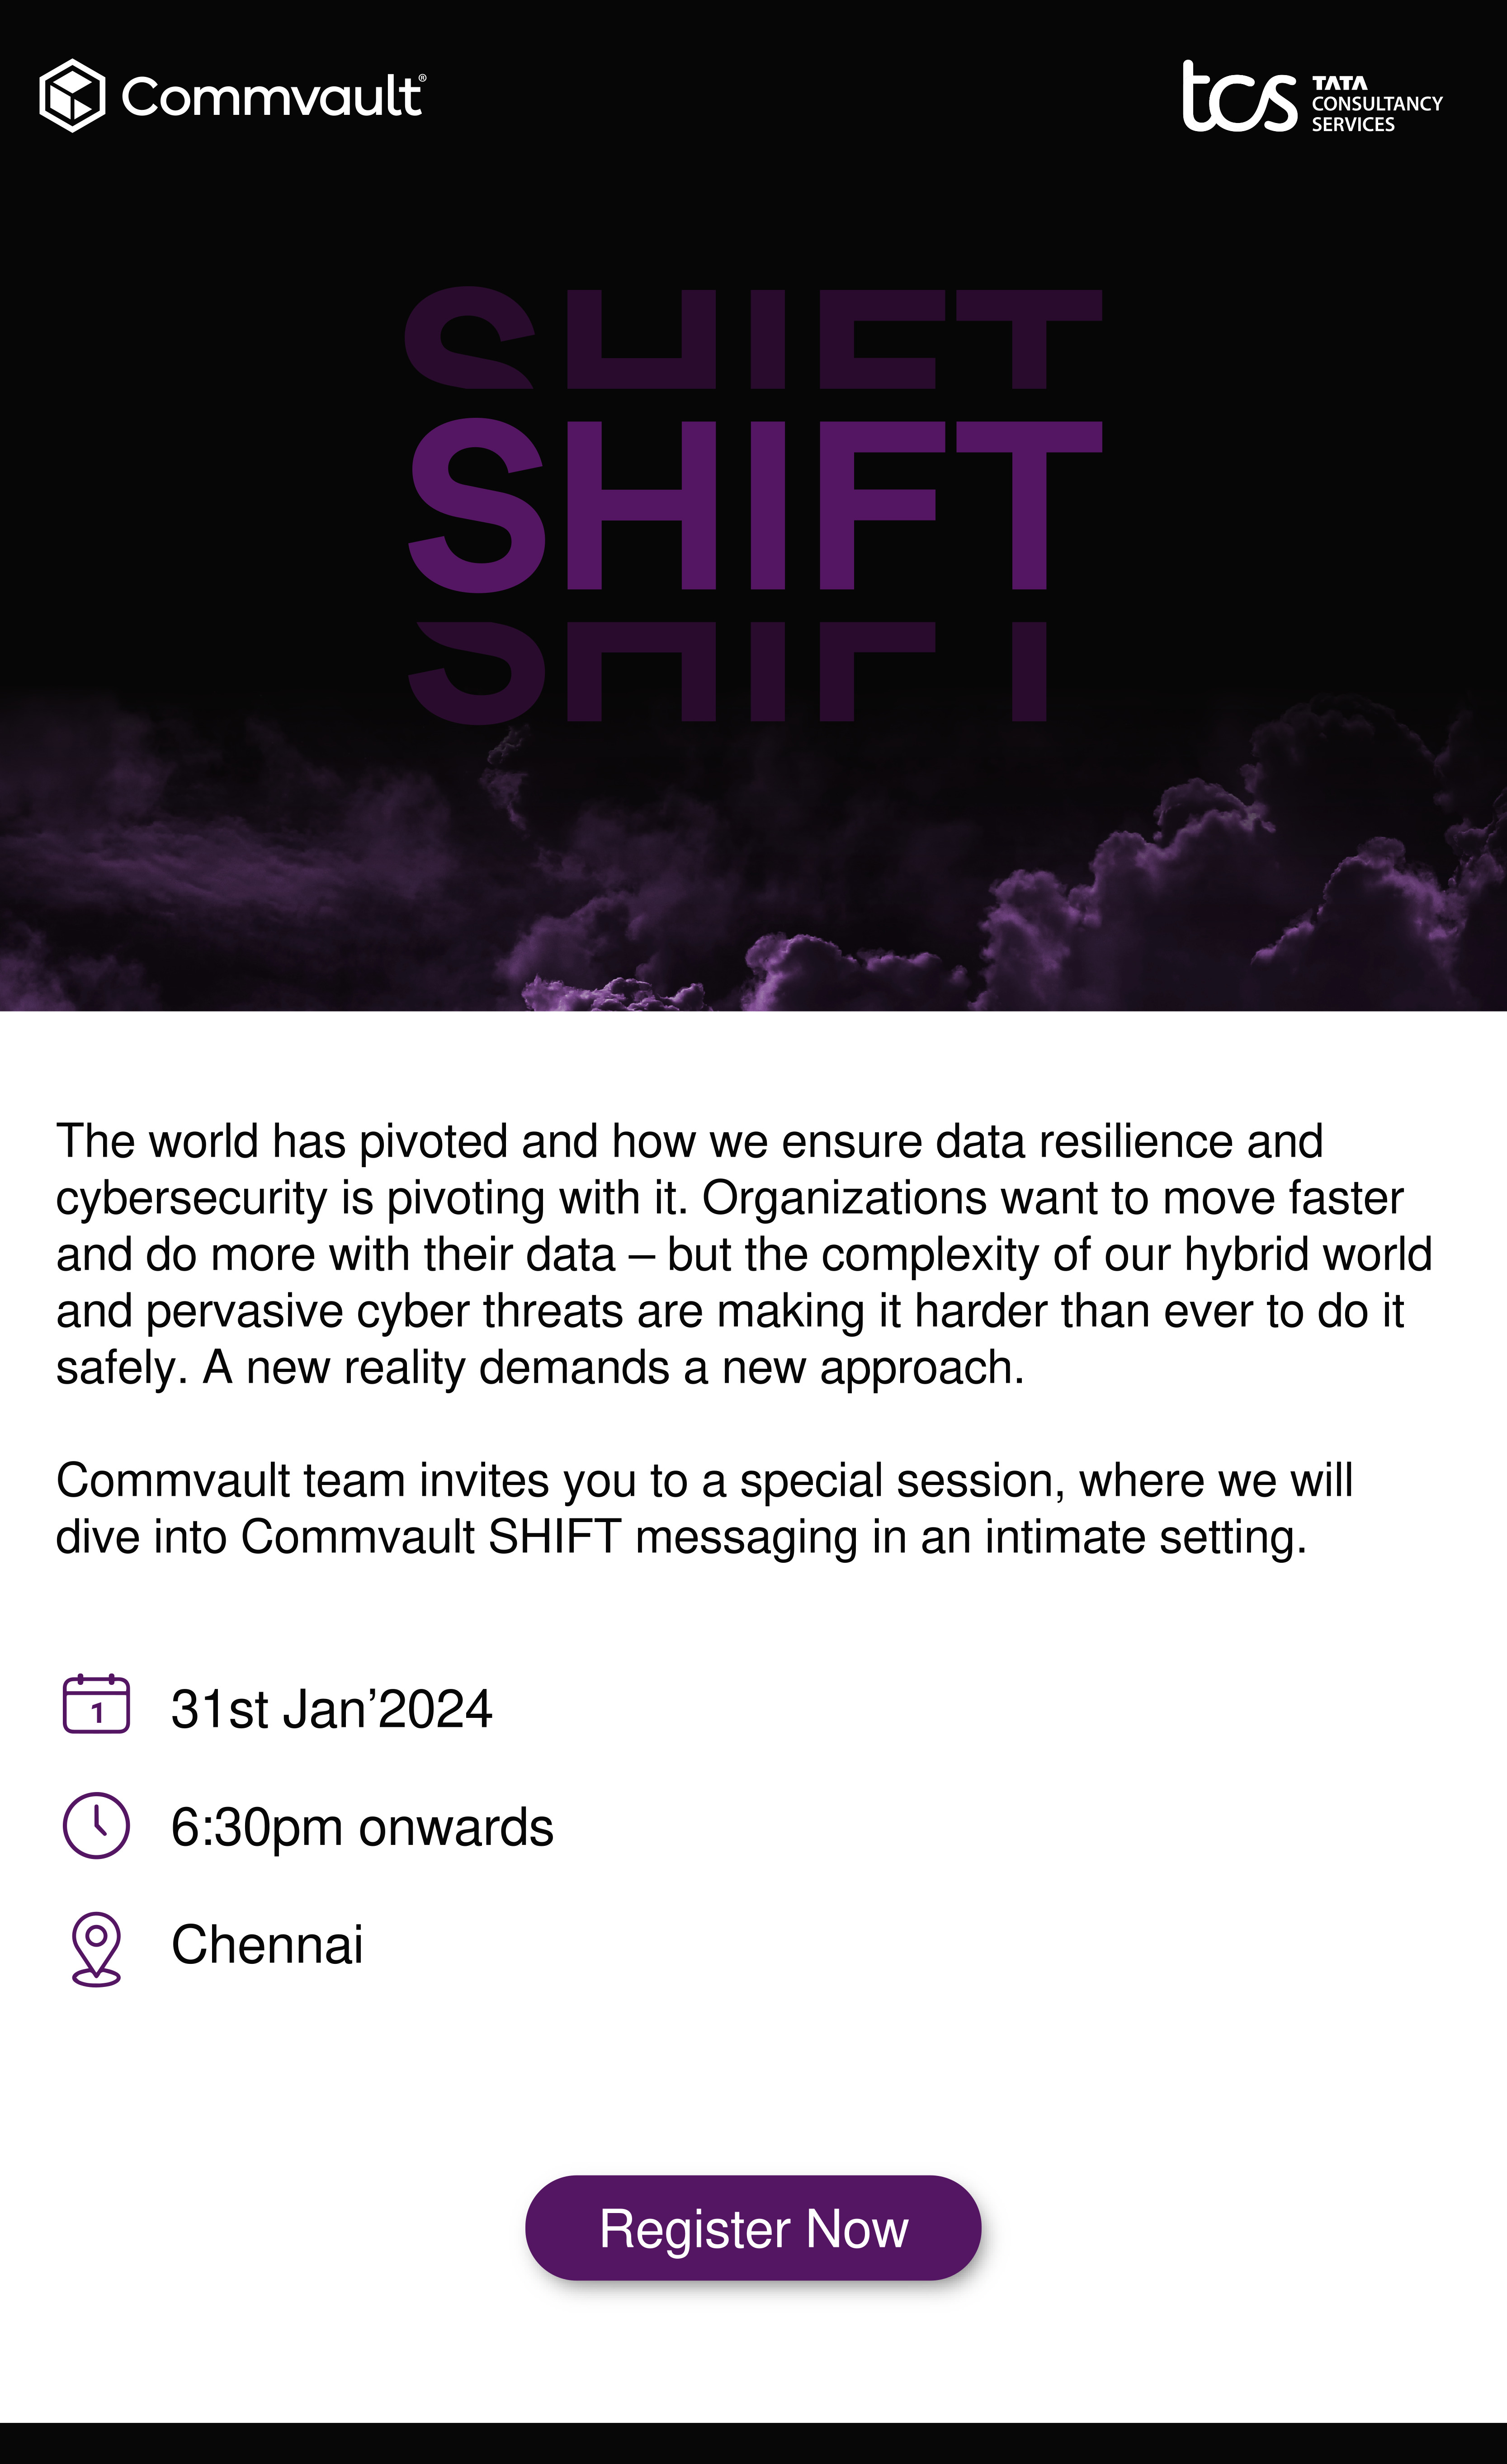 Commvault®
tcs TATA
CONSULTANCY
SERVICES
SHIFT
SHIFT
SHIFT
The world has pivoted and how we ensure data resilience and
cybersecurity is pivoting with it. Organizations want to move faster
and do more with their data – but the complexity of our hybrid world
and pervasive cyber threats are making it harder than ever to do it
safely. A new reality demands a new approach.
Commvault team invites you to a special session, where we will
dive into Commvault SHIFT messaging in an intimate setting.
1
31st Jan’2024
6:30pm onwards
Chennai
Register Now